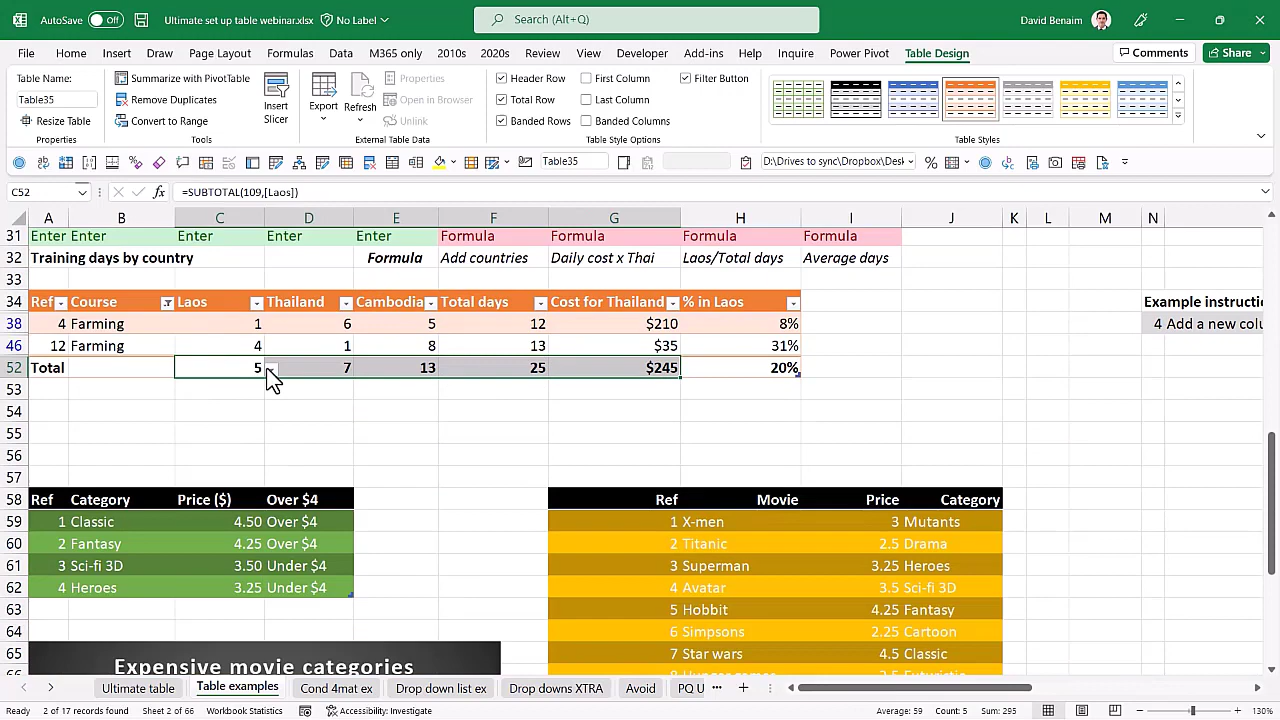 AutoSave Off Ultimate set up table webinar.xlsx No Label Search (Alt+Q) David Benaim
File Home Insert Draw Page Layout Formulas Data M365 only 2010s 2020s Review View Developer Add-ins Help Inquire Power Pivot Table Design Comments Share
Table Name: Summarize with PivotTable Properties Header Row First Column Filter Button
Table35 Remove Duplicates Insert Slicer Export Refresh Open in Browser Total Row Last Column
Resize Table Convert to Range Unlink Banded Rows Banded Columns
Properties Tools External Table Data Table Style Options Table Styles
Table35 D:\Drives to sync\Dropbox\Desk
C52 fx =SUBTOTAL(109,[Laos])
A B C D E F G H I J K L M N
31 Enter Enter Enter Enter Enter Formula Formula Formula Formula
32 Training days by country Formula Add countries Daily cost x Thai Laos/Total days Average days
33
34 Ref Course Laos Thailand Cambodia Total days Cost for Thailand % in Laos Example instructi
38 4 Farming 1 6 5 12 $210 8% 4 Add a new colu
46 12 Farming 4 1 8 13 $35 31%
52 Total 5 7 13 25 $245 20%
53
54
55
56
57
58 Ref Category Price ($) Over $4 Ref Movie Price Category
59 1 Classic 4.50 Over $4 1 X-men 3 Mutants
60 2 Fantasy 4.25 Over $4 2 Titanic 2.5 Drama
61 3 Sci-fi 3D 3.50 Under $4 3 Superman 3.25 Heroes
62 4 Heroes 3.25 Under $4 4 Avatar 3.5 Sci-fi 3D
63 5 Hobbit 4.25 Fantasy
64 6 Simpsons 2.25 Cartoon
65 Expensive movie categories 7 Star wars 4.5 Classic
Ultimate table Table examples Cond 4mat ex Drop down list ex Drop downs XTRA Avoid PQ U
Ready 2 of 17 records found Sheet 2 of 66 Workbook Statistics Accessibility: Investigate Average: 59 Count: 5 Sum: 295 130%